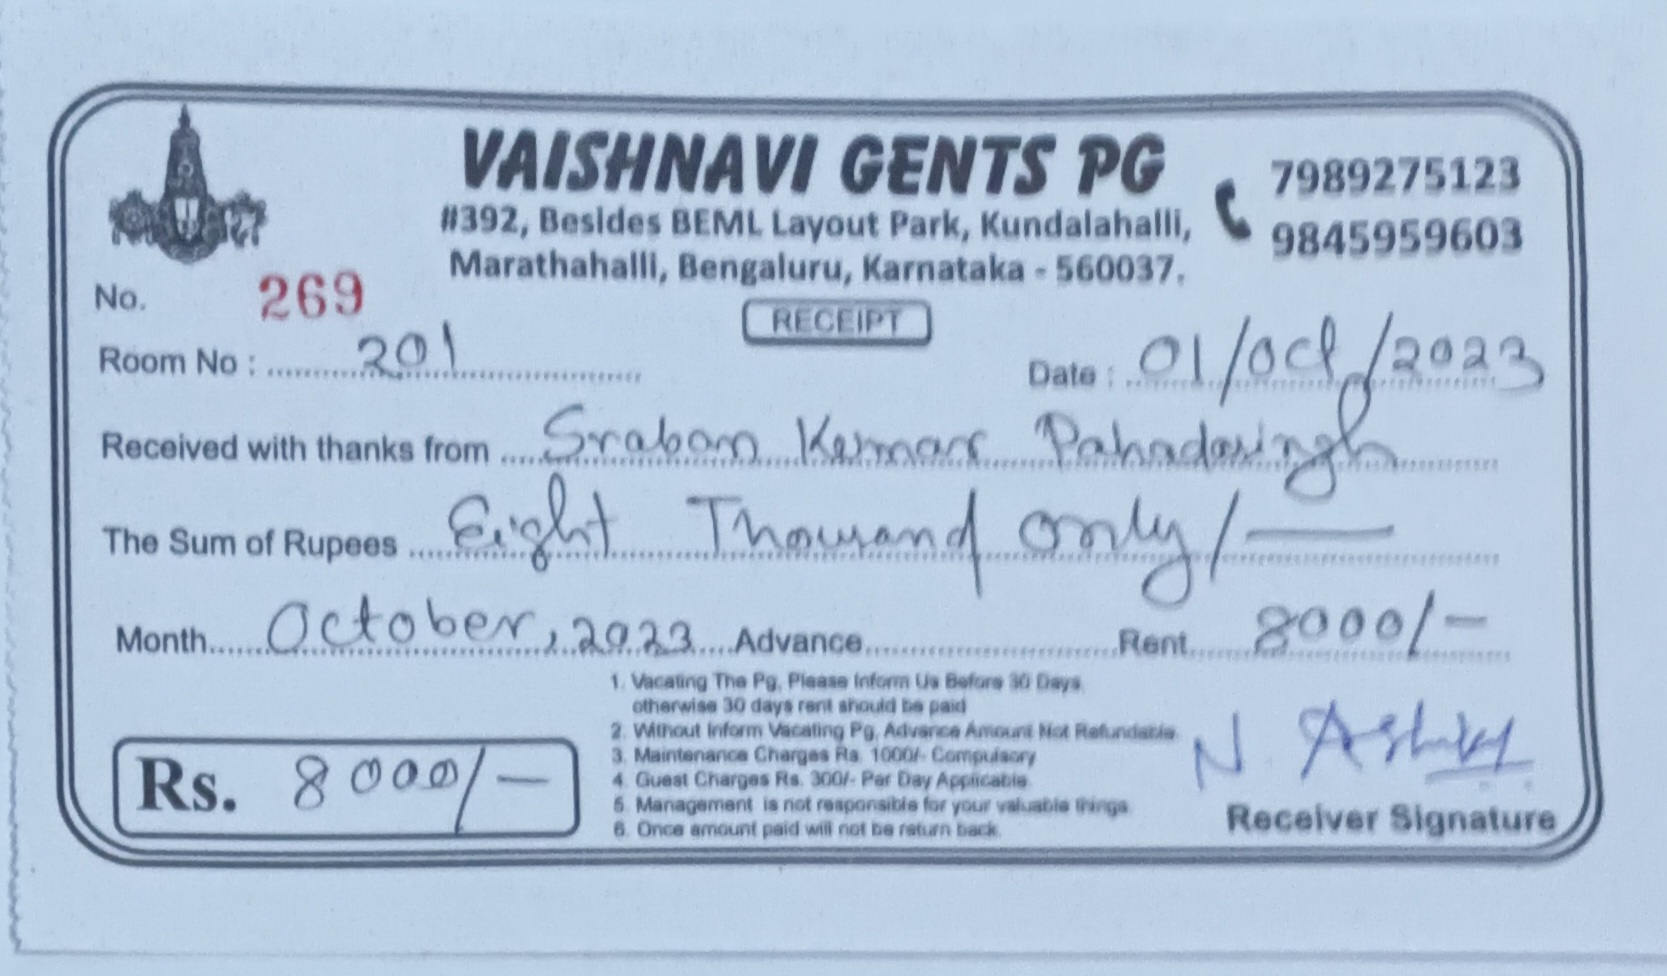 VAISHNAVI GENTS PG
#392, Besides BEML Layout Park, Kundalahalli,
Marathahalli, Bengaluru, Karnataka - 560037.
7989275123
9845959603
No. 269
RECEIPT
Room No : 201 Date : 01/Oct/2023
Received with thanks from Sraban Kumar Pahadasingh
The Sum of Rupees Eight Thousand only/—
Month October, 2023 Advance Rent 8000/-
1. Vacating The Pg, Please Inform Us Before 30 Days,
otherwise 30 days rent should be paid
2. Without Inform Vacating Pg, Advance Amount Not Refundable.
3. Maintenance Charges Rs. 1000/- Compulsory
4. Guest Charges Rs. 300/- Per Day Applicable.
5. Management is not responsible for your valuable things.
6. Once amount paid will not be return back.
Rs. 8000/-
N.
Receiver Signature